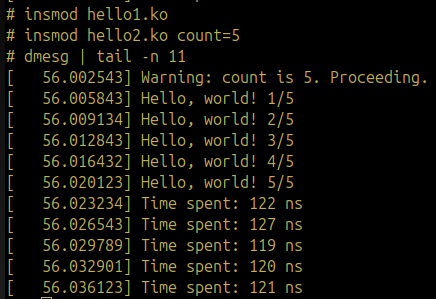 # insmod hello1.ko
# insmod hello2.ko count=5
# dmesg | tail -n 11
[   56.002543] Warning: count is 5. Proceeding.
[   56.005843] Hello, world! 1/5
[   56.009134] Hello, world! 2/5
[   56.012843] Hello, world! 3/5
[   56.016432] Hello, world! 4/5
[   56.020123] Hello, world! 5/5
[   56.023234] Time spent: 122 ns
[   56.026543] Time spent: 127 ns
[   56.029789] Time spent: 119 ns
[   56.032901] Time spent: 120 ns
[   56.036123] Time spent: 121 ns